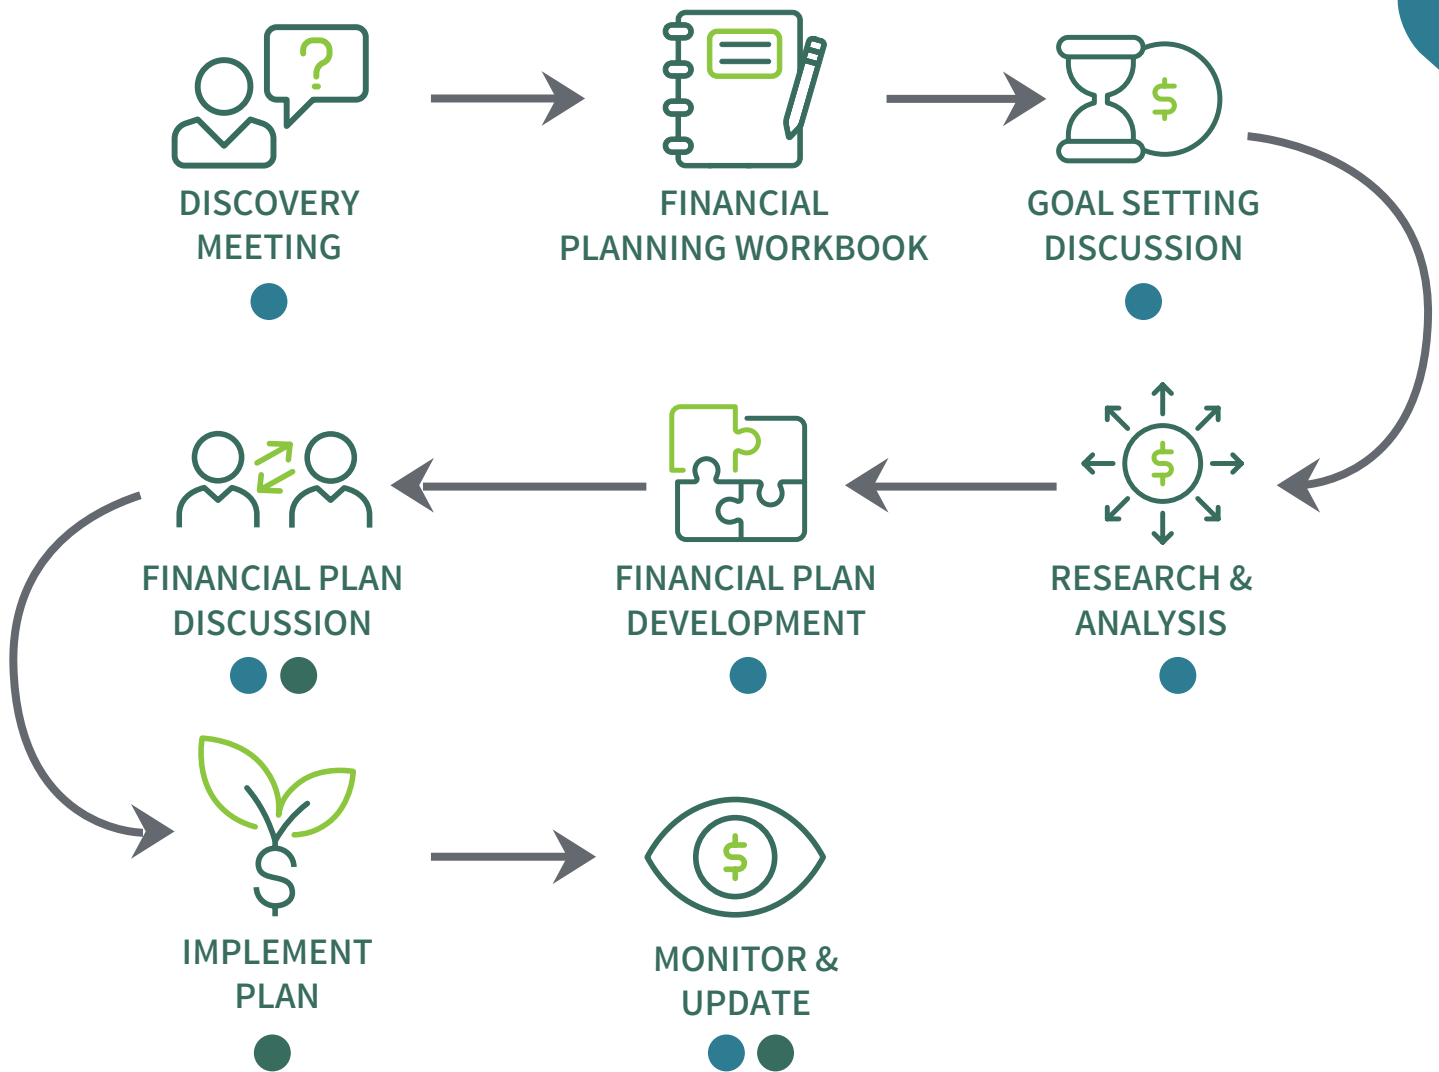 DISCOVERY
MEETING
FINANCIAL
PLANNING WORKBOOK
GOAL SETTING
DISCUSSION
RESEARCH &
ANALYSIS
FINANCIAL PLAN
DEVELOPMENT
FINANCIAL PLAN
DISCUSSION
IMPLEMENT
PLAN
MONITOR &
UPDATE